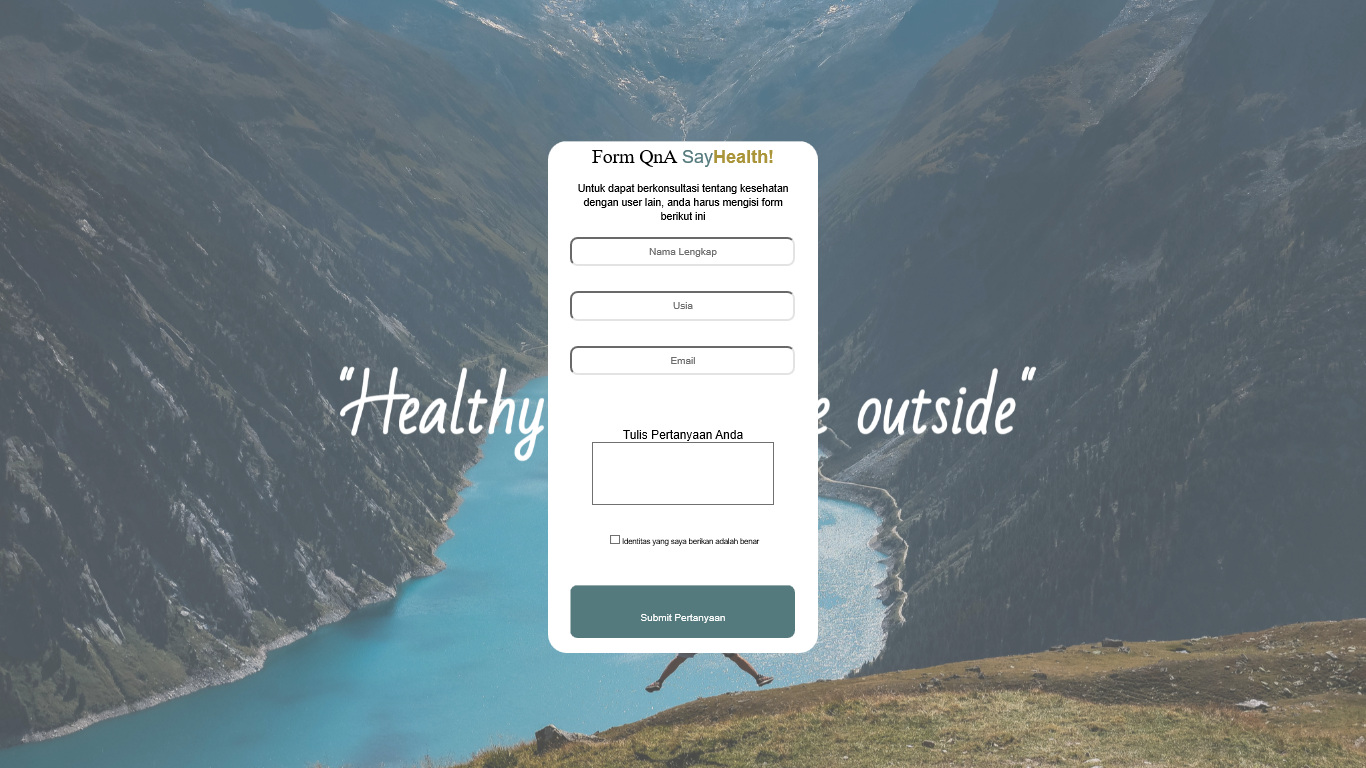 Form QnA SayHealth!
Untuk dapat berkonsultasi tentang kesehatan
dengan user lain, anda harus mengisi form
berikut ini
Nama Lengkap
Usia
Email
"Healthy outside"
Tulis Pertanyaan Anda
Identitas yang saya berikan adalah benar
Submit Pertanyaan